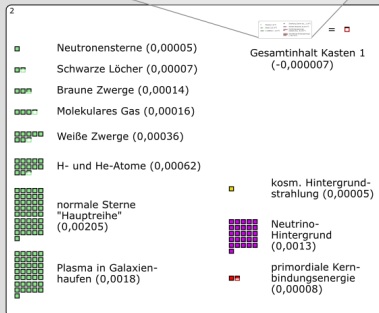 2
=
Gesamtinhalt Kasten 1
(-0,000007)
Neutronensterne (0,00005)
Schwarze Löcher (0,00007)
Braune Zwerge (0,00014)
Molekulares Gas (0,00016)
Weiße Zwerge (0,00036)
H- und He-Atome (0,00062)
normale Sterne
"Hauptreihe"
(0,00205)
Plasma in Galaxien-
haufen (0,0018)
kosm. Hintergrund-
strahlung (0,00005)
Neutrino-
Hintergrund
(0,0013)
primordiale Kern-
bindungsenergie
(0,00008)